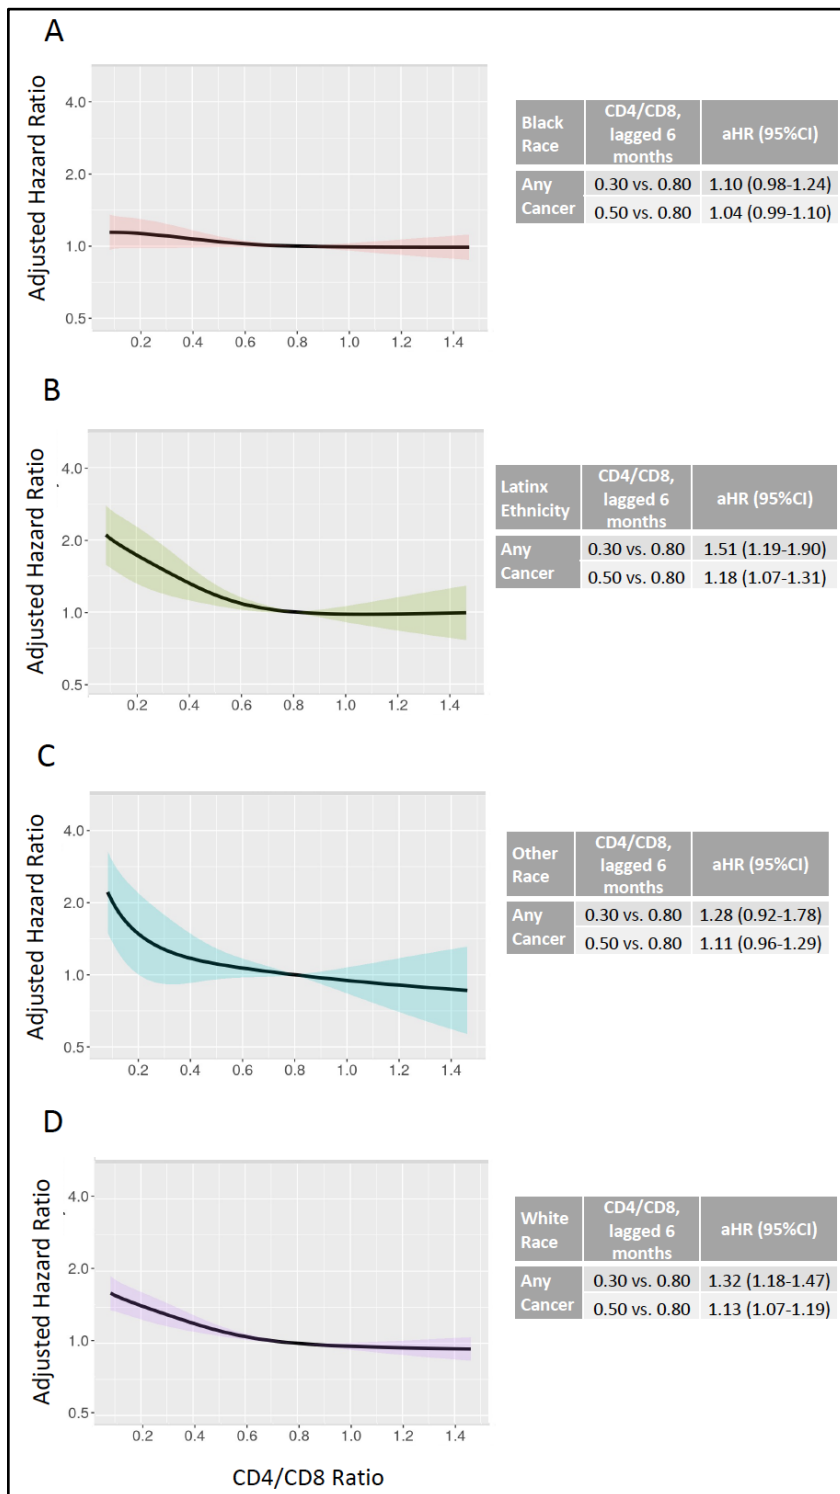 A
Adjusted Hazard Ratio
4.0
2.0
1.0
0.5
0.2 0.4 0.6 0.8 1.0 1.2 1.4
Black Race CD4/CD8, lagged 6 months aHR (95%CI)
Any Cancer 0.30 vs. 0.80 1.10 (0.98-1.24)
0.50 vs. 0.80 1.04 (0.99-1.10)
B
Adjusted Hazard Ratio
4.0
2.0
1.0
0.5
0.2 0.4 0.6 0.8 1.0 1.2 1.4
Latinx Ethnicity CD4/CD8, lagged 6 months aHR (95%CI)
Any Cancer 0.30 vs. 0.80 1.51 (1.19-1.90)
0.50 vs. 0.80 1.18 (1.07-1.31)
C
Adjusted Hazard Ratio
4.0
2.0
1.0
0.5
0.2 0.4 0.6 0.8 1.0 1.2 1.4
Other Race CD4/CD8, lagged 6 months aHR (95%CI)
Any Cancer 0.30 vs. 0.80 1.28 (0.92-1.78)
0.50 vs. 0.80 1.11 (0.96-1.29)
D
Adjusted Hazard Ratio
4.0
2.0
1.0
0.5
0.2 0.4 0.6 0.8 1.0 1.2 1.4
White Race CD4/CD8, lagged 6 months aHR (95%CI)
Any Cancer 0.30 vs. 0.80 1.32 (1.18-1.47)
0.50 vs. 0.80 1.13 (1.07-1.19)
CD4/CD8 Ratio